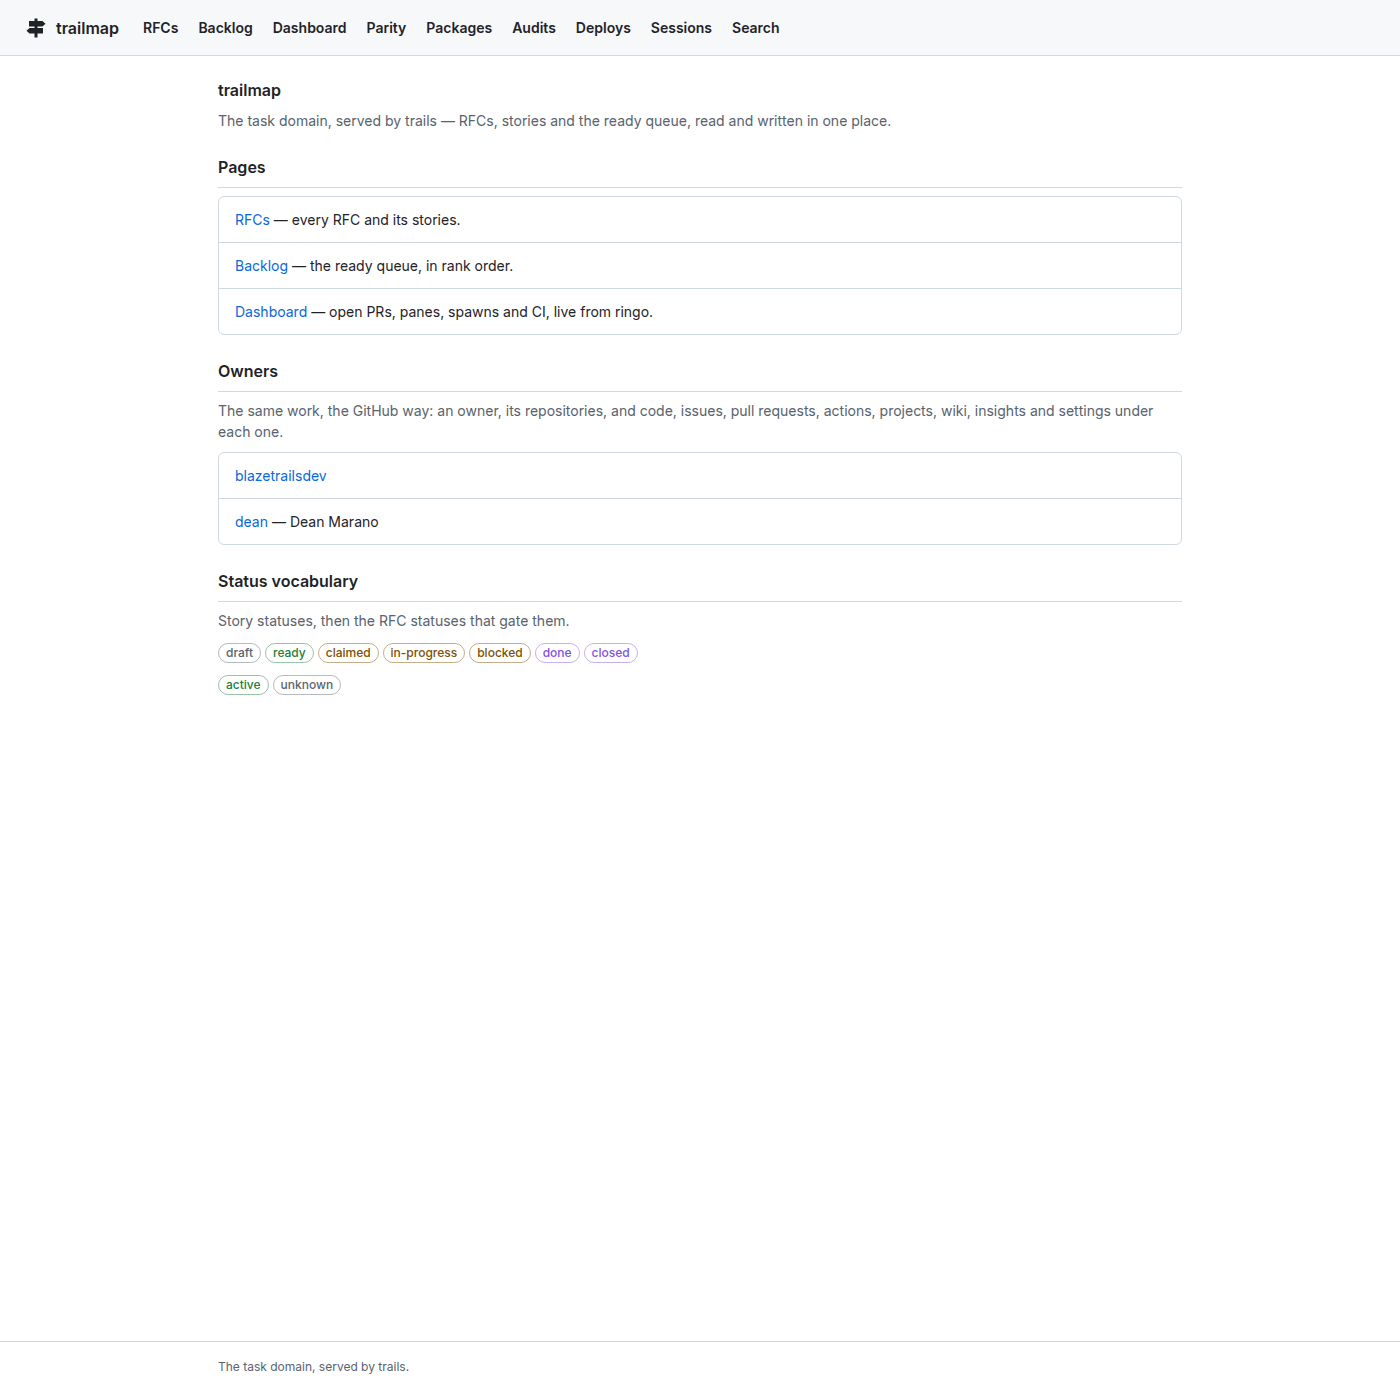 trailmap RFCs Backlog Dashboard Parity Packages Audits Deploys Sessions Search
trailmap
The task domain, served by trails — RFCs, stories and the ready queue, read and written in one place.
Pages
RFCs — every RFC and its stories.
Backlog — the ready queue, in rank order.
Dashboard — open PRs, panes, spawns and CI, live from ringo.
Owners
The same work, the GitHub way: an owner, its repositories, and code, issues, pull requests, actions, projects, wiki, insights and settings under
each one.
blazetrailsdev
dean — Dean Marano
Status vocabulary
Story statuses, then the RFC statuses that gate them.
draft ready claimed in-progress blocked done closed
active unknown
The task domain, served by trails.